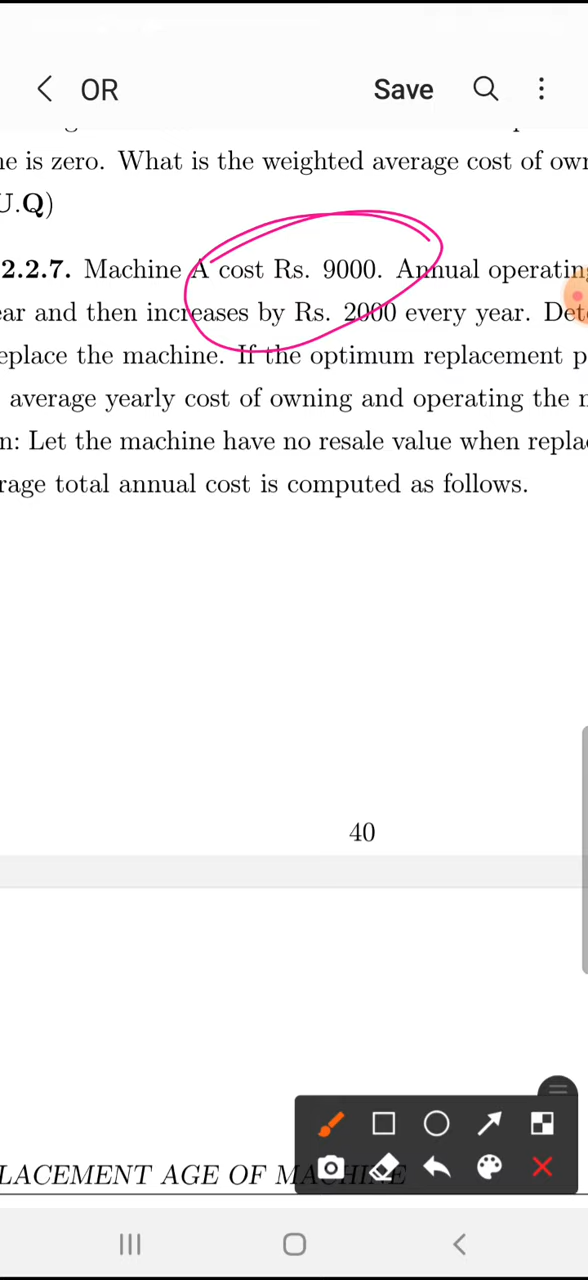 OR Save
ne is zero. What is the weighted average cost of own
U.Q)
2.2.7. Machine A cost Rs. 9000. Annual operating
ear and then increases by Rs. 2000 every year. Det
eplace the machine. If the optimum replacement p
average yearly cost of owning and operating the
n: Let the machine have no resale value when repla
rage total annual cost is computed as follows.
40
LACEMENT AGE OF MACHINE